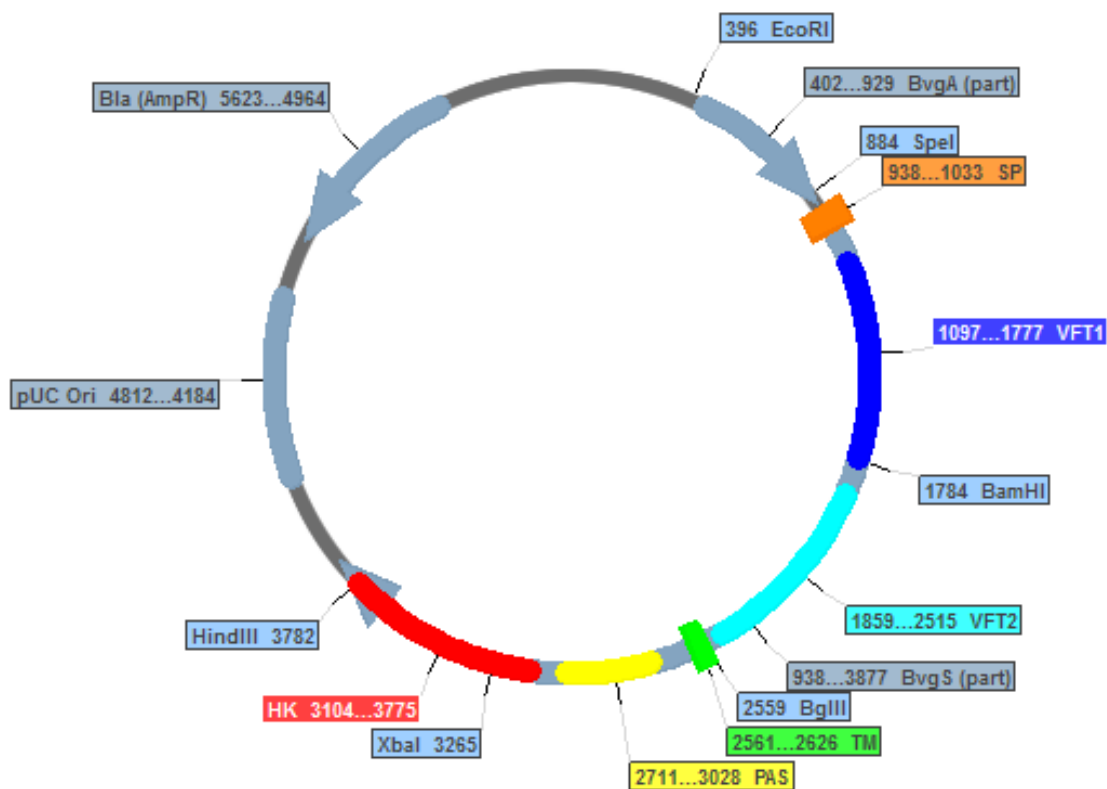 396 EcoRI
402...929 BvgA (part)
Bla (AmpR) 5623...4964
884 SpeI
938...1033 SP
1097...1777 VFT1
pUC Ori 4812...4184
1784 BamHI
1859...2515 VFT2
HindIII 3782
938...3877 BvgS (part)
HK 3104...3775
2559 BglII
XbaI 3265
2561...2626 TM
2711...3028 PAS